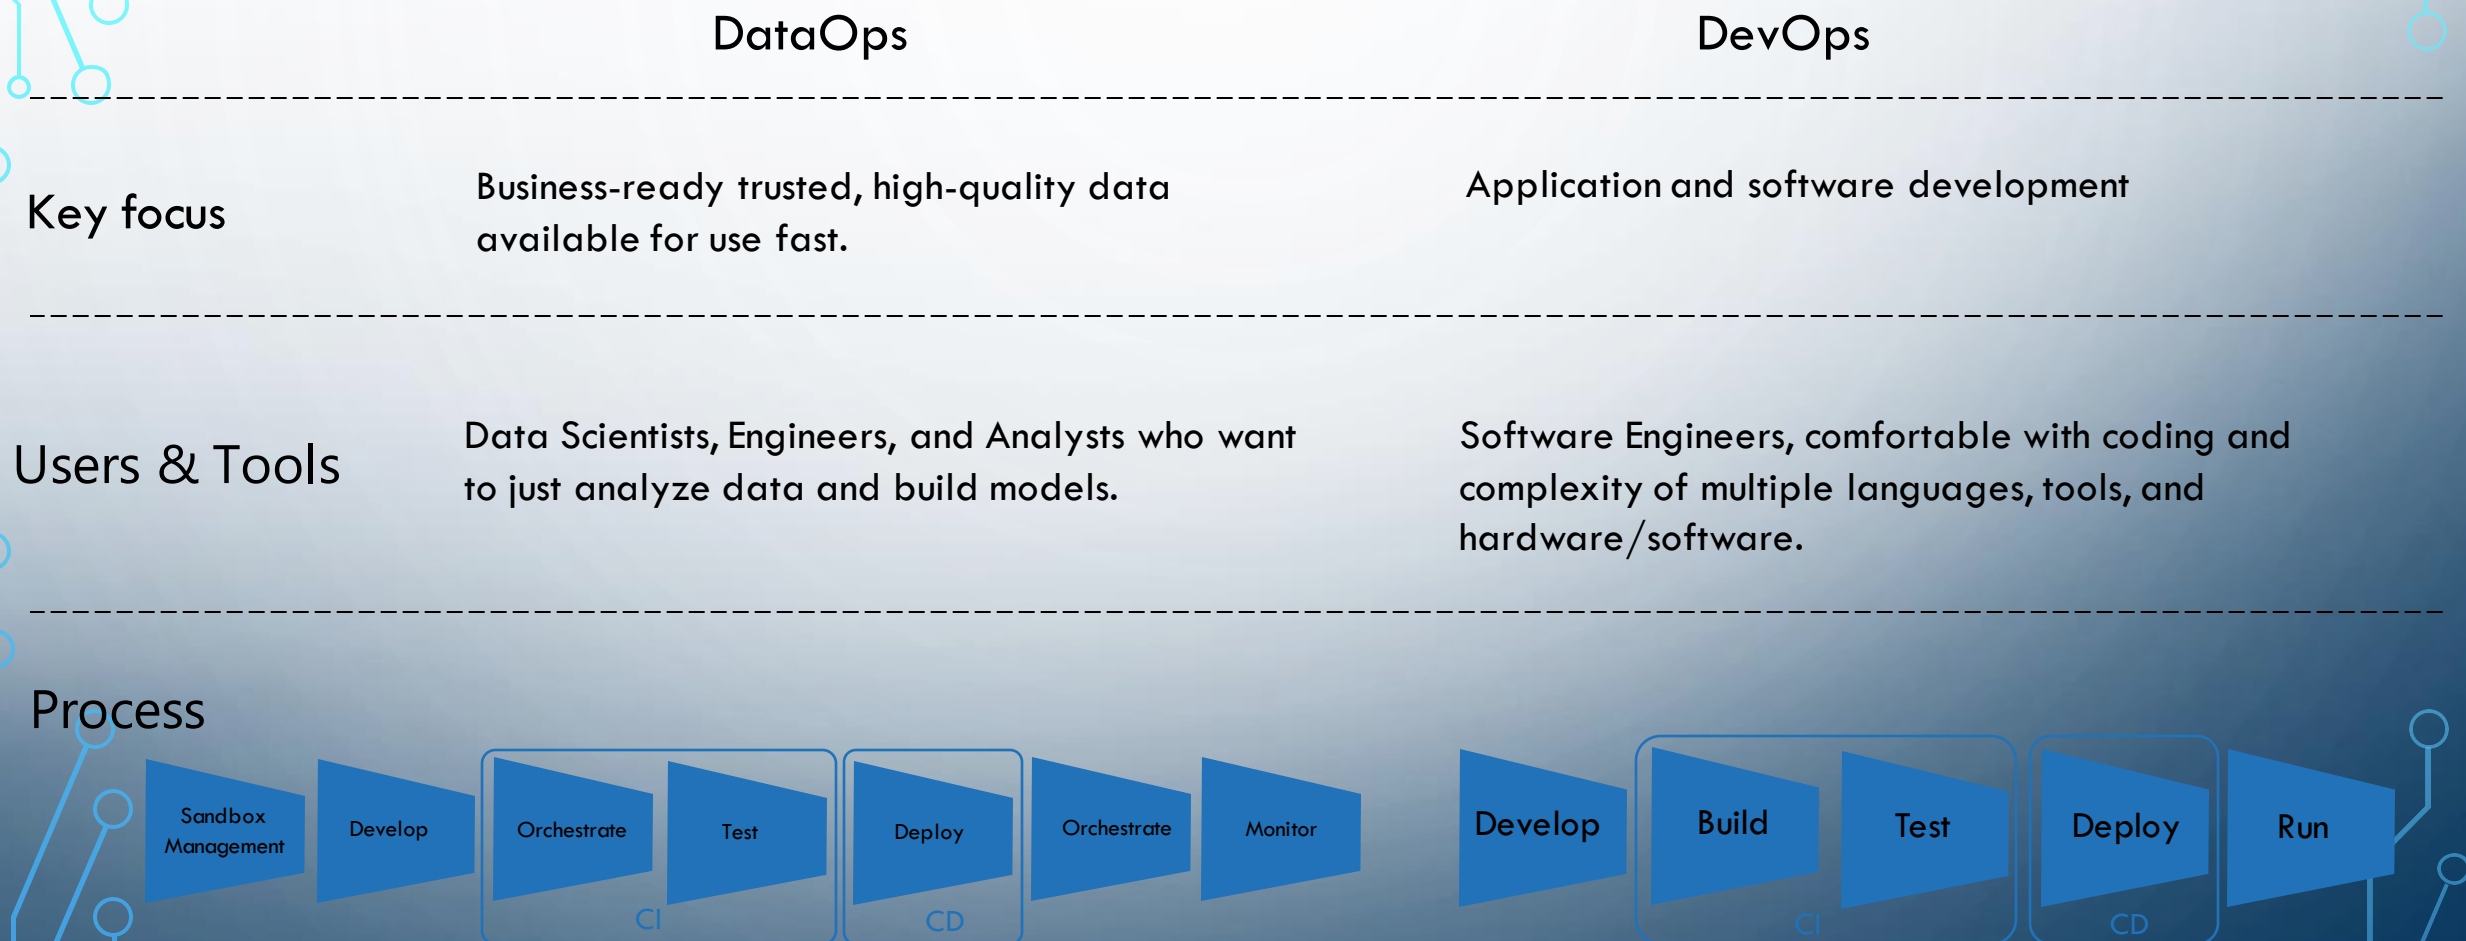 DataOps
DevOps
Key focus
Business-ready trusted, high-quality data
available for use fast.
Application and software development
Users & Tools
Data Scientists, Engineers, and Analysts who want
to just analyze data and build models.
Software Engineers, comfortable with coding and
complexity of multiple languages, tools, and
hardware/software.
Process
Sandbox
Management
Develop
Orchestrate
Test
Deploy
Orchestrate
Monitor
CI
CD
Develop
Build
Test
Deploy
Run
CI
CD